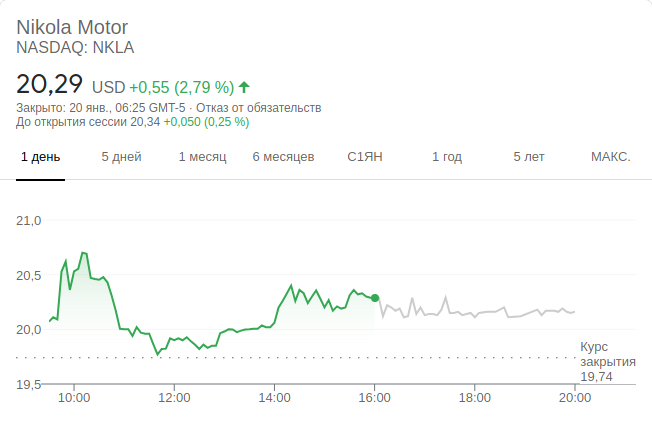 Nikola Motor
NASDAQ: NKLA
20,29 USD +0,55 (2,79 %)
Закрыто: 20 янв., 06:25 GMT-5 · Отказ от обязательств
До открытия сессии 20,34 +0,050 (0,25 %)
1 день 5 дней 1 месяц 6 месяцев С1ЯН 1 год 5 лет МАКС.
21,0
20,5
20,0
Курс
закрытия
19,74
19,5
10:00 12:00 14:00 16:00 18:00 20:00